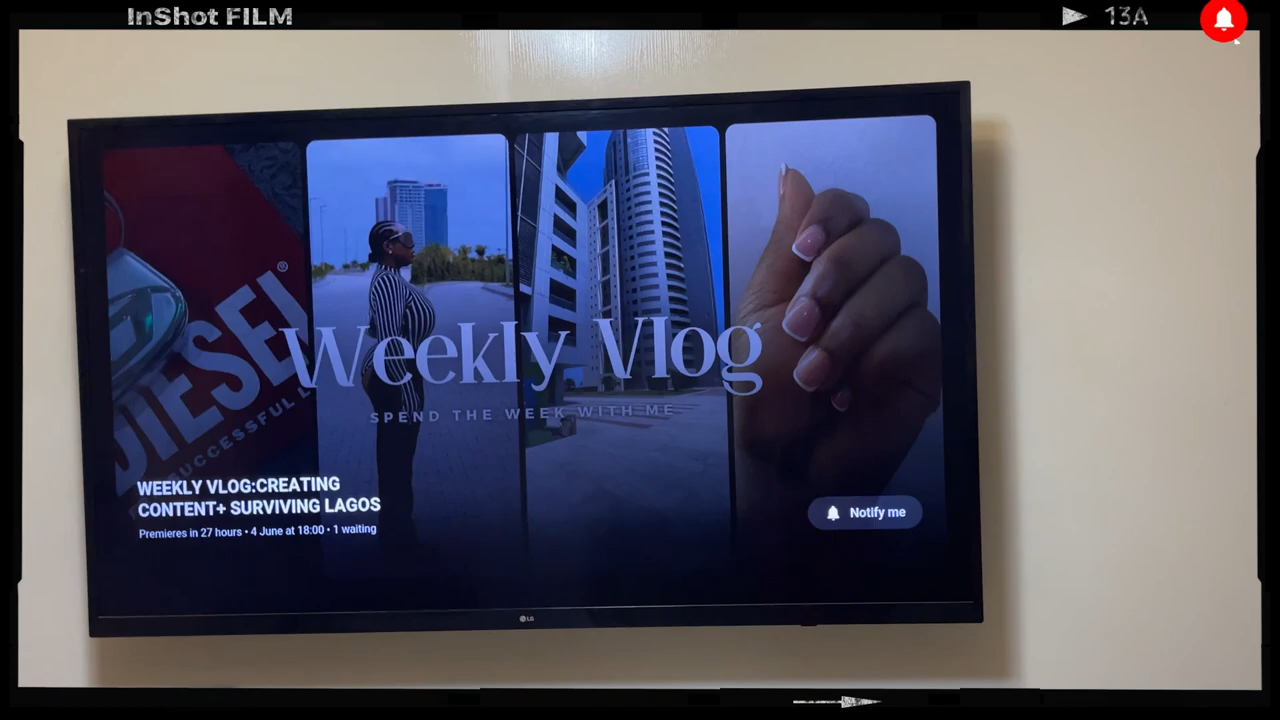 InShot FILM
13A
DIESEL®
SUCCESSFUL
Weekly Vlog
SPEND THE WEEK WITH ME
WEEKLY VLOG:CREATING
CONTENT+ SURVIVING LAGOS
Premieres in 27 hours • 4 June at 18:00 • 1 waiting
Notify me
LG